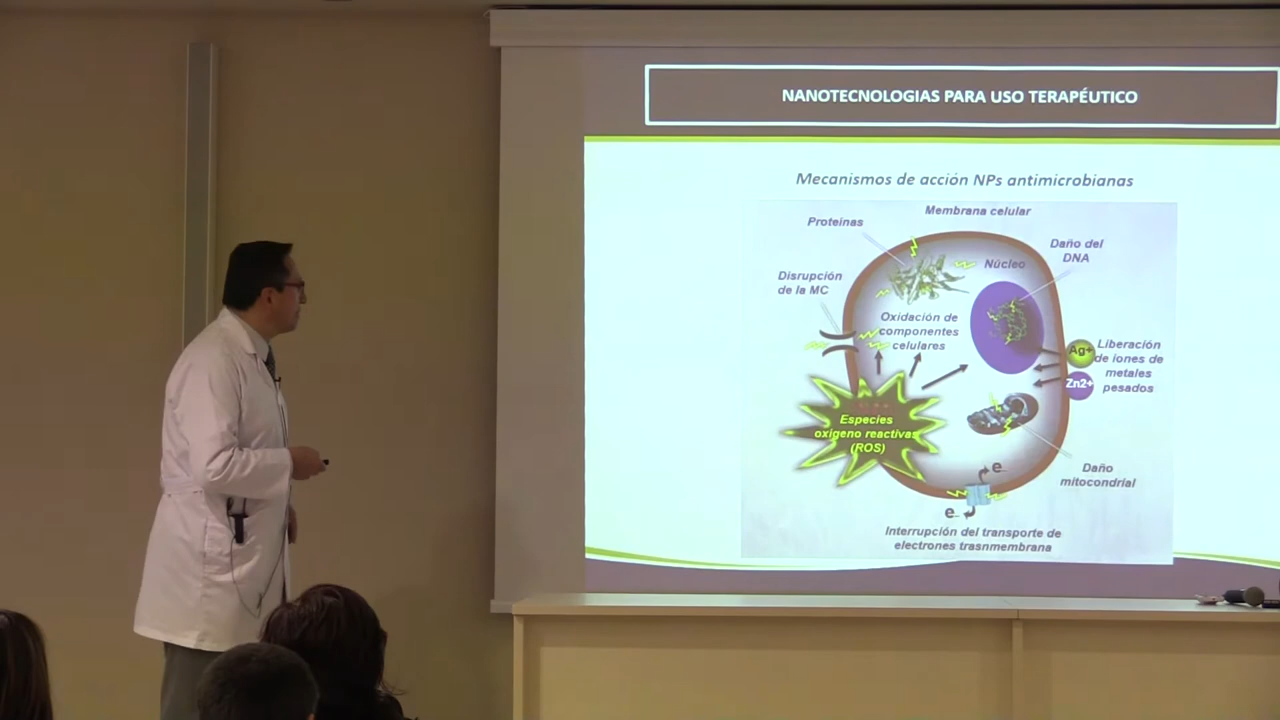 NANOTECNOLOGIAS PARA USO TERAPÉUTICO
Mecanismos de acción NPs antimicrobianas
Membrana celular
Proteinas
Daño del
DNA
Núcleo
Disrupción
de la MC
Oxidación de
componentes
celulares
Ag+
Liberación
de iones de
metales
pesados
Zn2+
Especies
oxigeno reactivas
(ROS)
Daño
mitocondrial
e-
e-
Interrupción del transporte de
electrones trasnmembrana